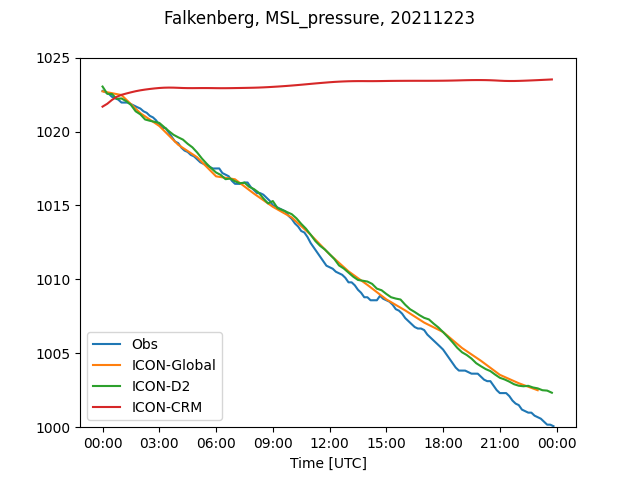 Falkenberg, MSL_pressure, 20211223
1025
1020
1015
1010
1005
1000
Obs
ICON-Global
ICON-D2
ICON-CRM
00:00 03:00 06:00 09:00 12:00 15:00 18:00 21:00 00:00
Time [UTC]